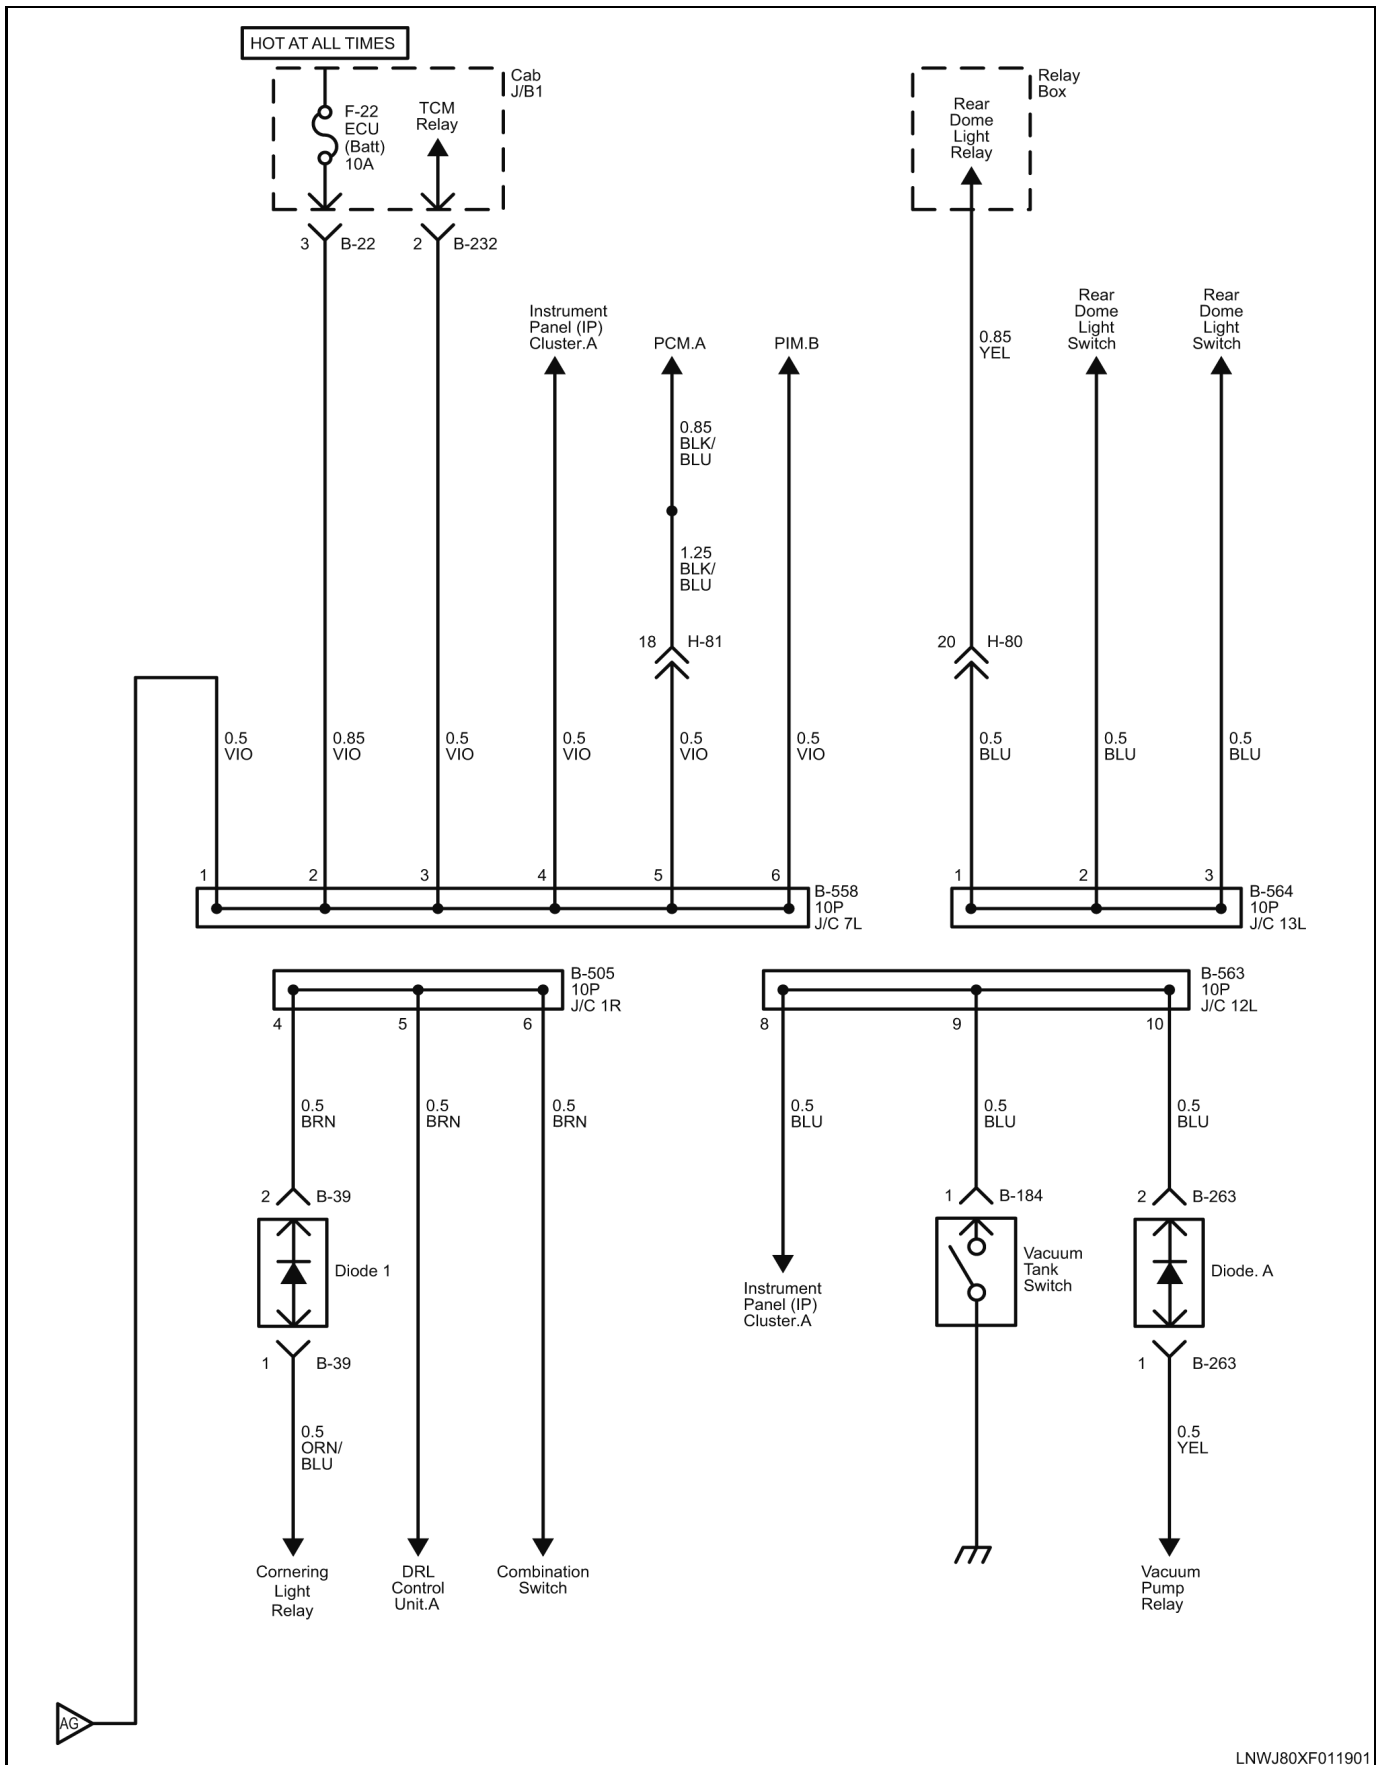 HOT AT ALL TIMES
Cab
J/B1
F-22
ECU
(Batt)
10A
TCM
Relay
Relay
Box
Rear
Dome
Light
Relay
3 B-22
2 B-232
Instrument
Panel (IP)
Cluster.A
PCM.A
PIM.B
0.85
YEL
Rear
Dome
Light
Switch
Rear
Dome
Light
Switch
0.85
BLK/
BLU
1.25
BLK/
BLU
18 H-81
20 H-80
0.5
VIO
0.85
VIO
0.5
VIO
0.5
VIO
0.5
VIO
0.5
VIO
0.5
BLU
0.5
BLU
0.5
BLU
1 2 3 4 5 6
B-558
10P
J/C 7L
1 2 3
B-564
10P
J/C 13L
B-505
10P
J/C 1R
4 5 6
B-563
10P
J/C 12L
8 9 10
0.5
BRN
0.5
BRN
0.5
BRN
0.5
BLU
0.5
BLU
0.5
BLU
2 B-39
Diode 1
1 B-39
1 B-184
Vacuum
Tank
Switch
2 B-263
Diode. A
1 B-263
Instrument
Panel (IP)
Cluster.A
0.5
ORN/
BLU
0.5
YEL
Cornering
Light
Relay
DRL
Control
Unit.A
Combination
Switch
Vacuum
Pump
Relay
AG
LNWJ80XF011901